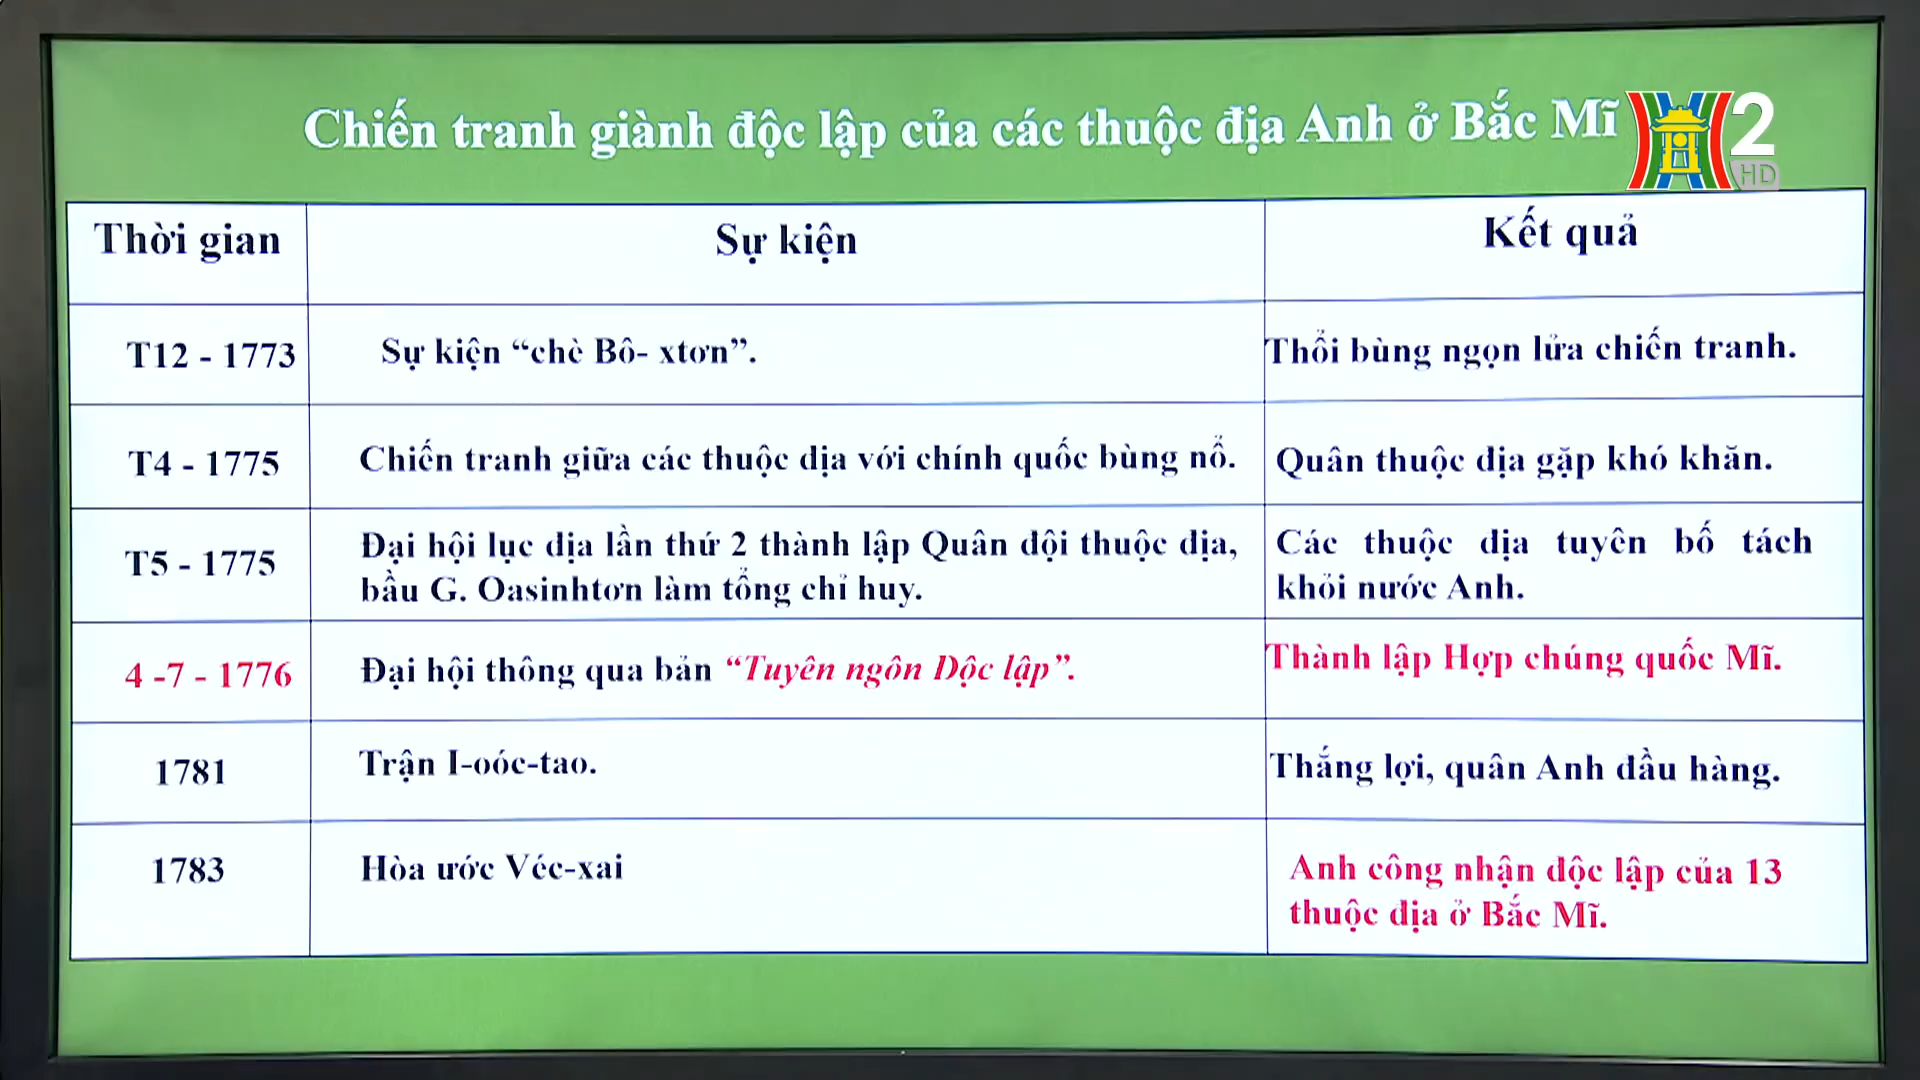 Chiến tranh giành độc lập của các thuộc địa Anh ở Bắc Mĩ
2
HD
Thời gian
Sự kiện
Kết quả
T12 - 1773
Sự kiện “chè Bô- xtơn”.
Thổi bùng ngọn lửa chiến tranh.
T4 - 1775
Chiến tranh giữa các thuộc địa với chính quốc bùng nổ.
Quân thuộc địa gặp khó khăn.
T5 - 1775
Đại hội lục địa lần thứ 2 thành lập Quân đội thuộc địa,
bầu G. Oasinhtơn làm tổng chỉ huy.
Các thuộc địa tuyên bố tách
khỏi nước Anh.
4 -7 - 1776
Đại hội thông qua bản “Tuyên ngôn Độc lập”.
Thành lập Hợp chúng quốc Mĩ.
1781
Trận I-oóc-tao.
Thắng lợi, quân Anh đầu hàng.
1783
Hòa ước Véc-xai
Anh công nhận độc lập của 13
thuộc địa ở Bắc Mĩ.